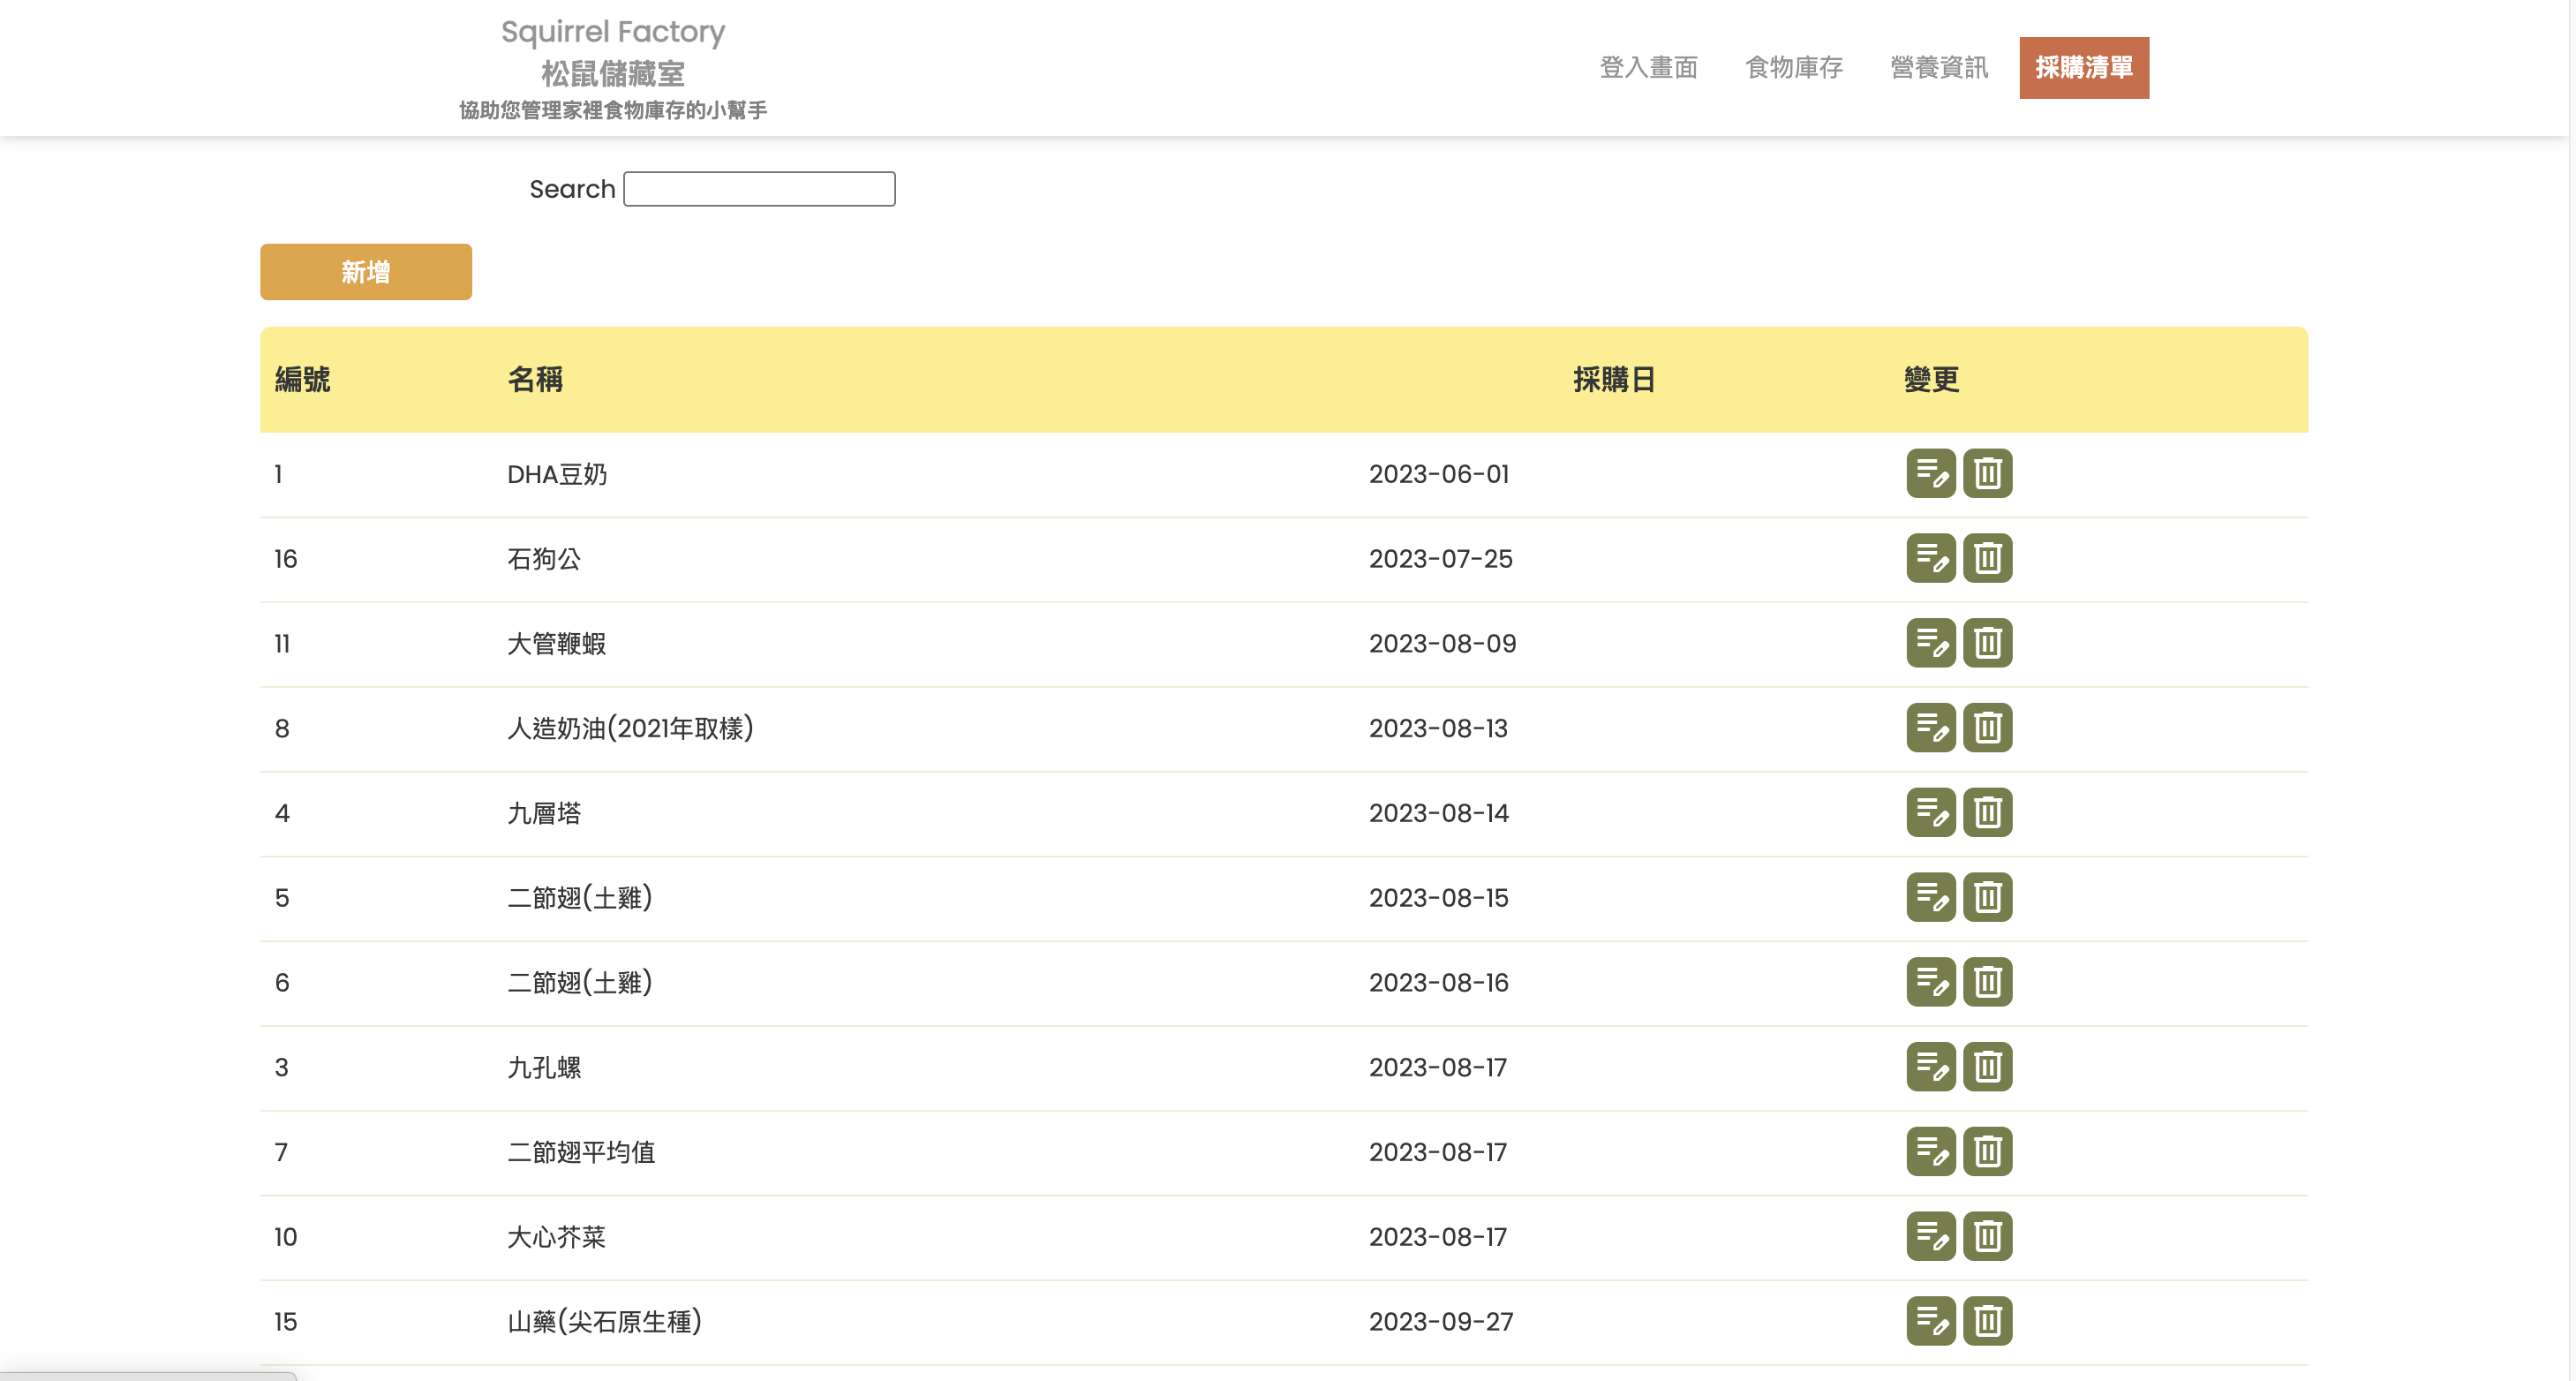 Squirrel Factory
松鼠儲藏室
協助您管理家裡食物庫存的小幫手
登入畫面 食物庫存 營養資訊 採購清單
Search
新增
編號 名稱 採購日 變更
1 DHA豆奶 2023-06-01
16 石狗公 2023-07-25
11 大管鞭蝦 2023-08-09
8 人造奶油(2021年取樣) 2023-08-13
4 九層塔 2023-08-14
5 二節翅(土雞) 2023-08-15
6 二節翅(土雞) 2023-08-16
3 九孔螺 2023-08-17
7 二節翅平均值 2023-08-17
10 大心芥菜 2023-08-17
15 山藥(尖石原生種) 2023-09-27